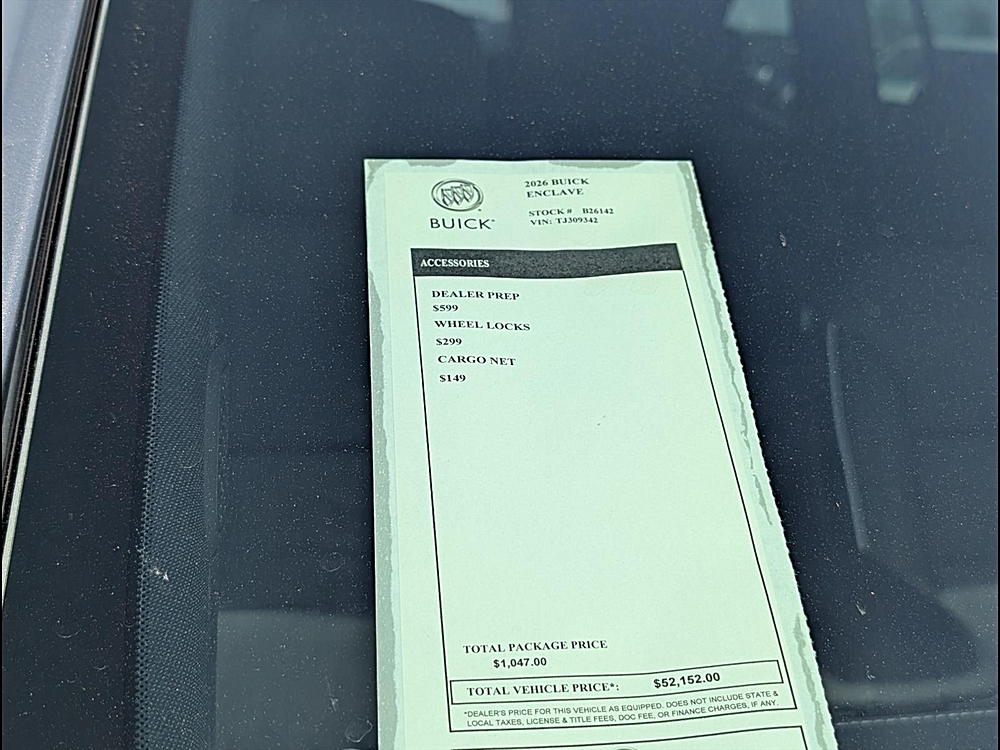 2026 BUICK
ENCLAVE
BUICK
STOCK # B26142
VIN: TJ309342
ACCESSORIES
DEALER PREP
$599
WHEEL LOCKS
$299
CARGO NET
$149
TOTAL PACKAGE PRICE
$1,047.00
TOTAL VEHICLE PRICE*: $52,152.00
*DEALER'S PRICE FOR THIS VEHICLE AS EQUIPPED. DOES NOT INCLUDE STATE &
LOCAL TAXES, LICENSE & TITLE FEES, DOC FEE, OR FINANCE CHARGES, IF ANY.